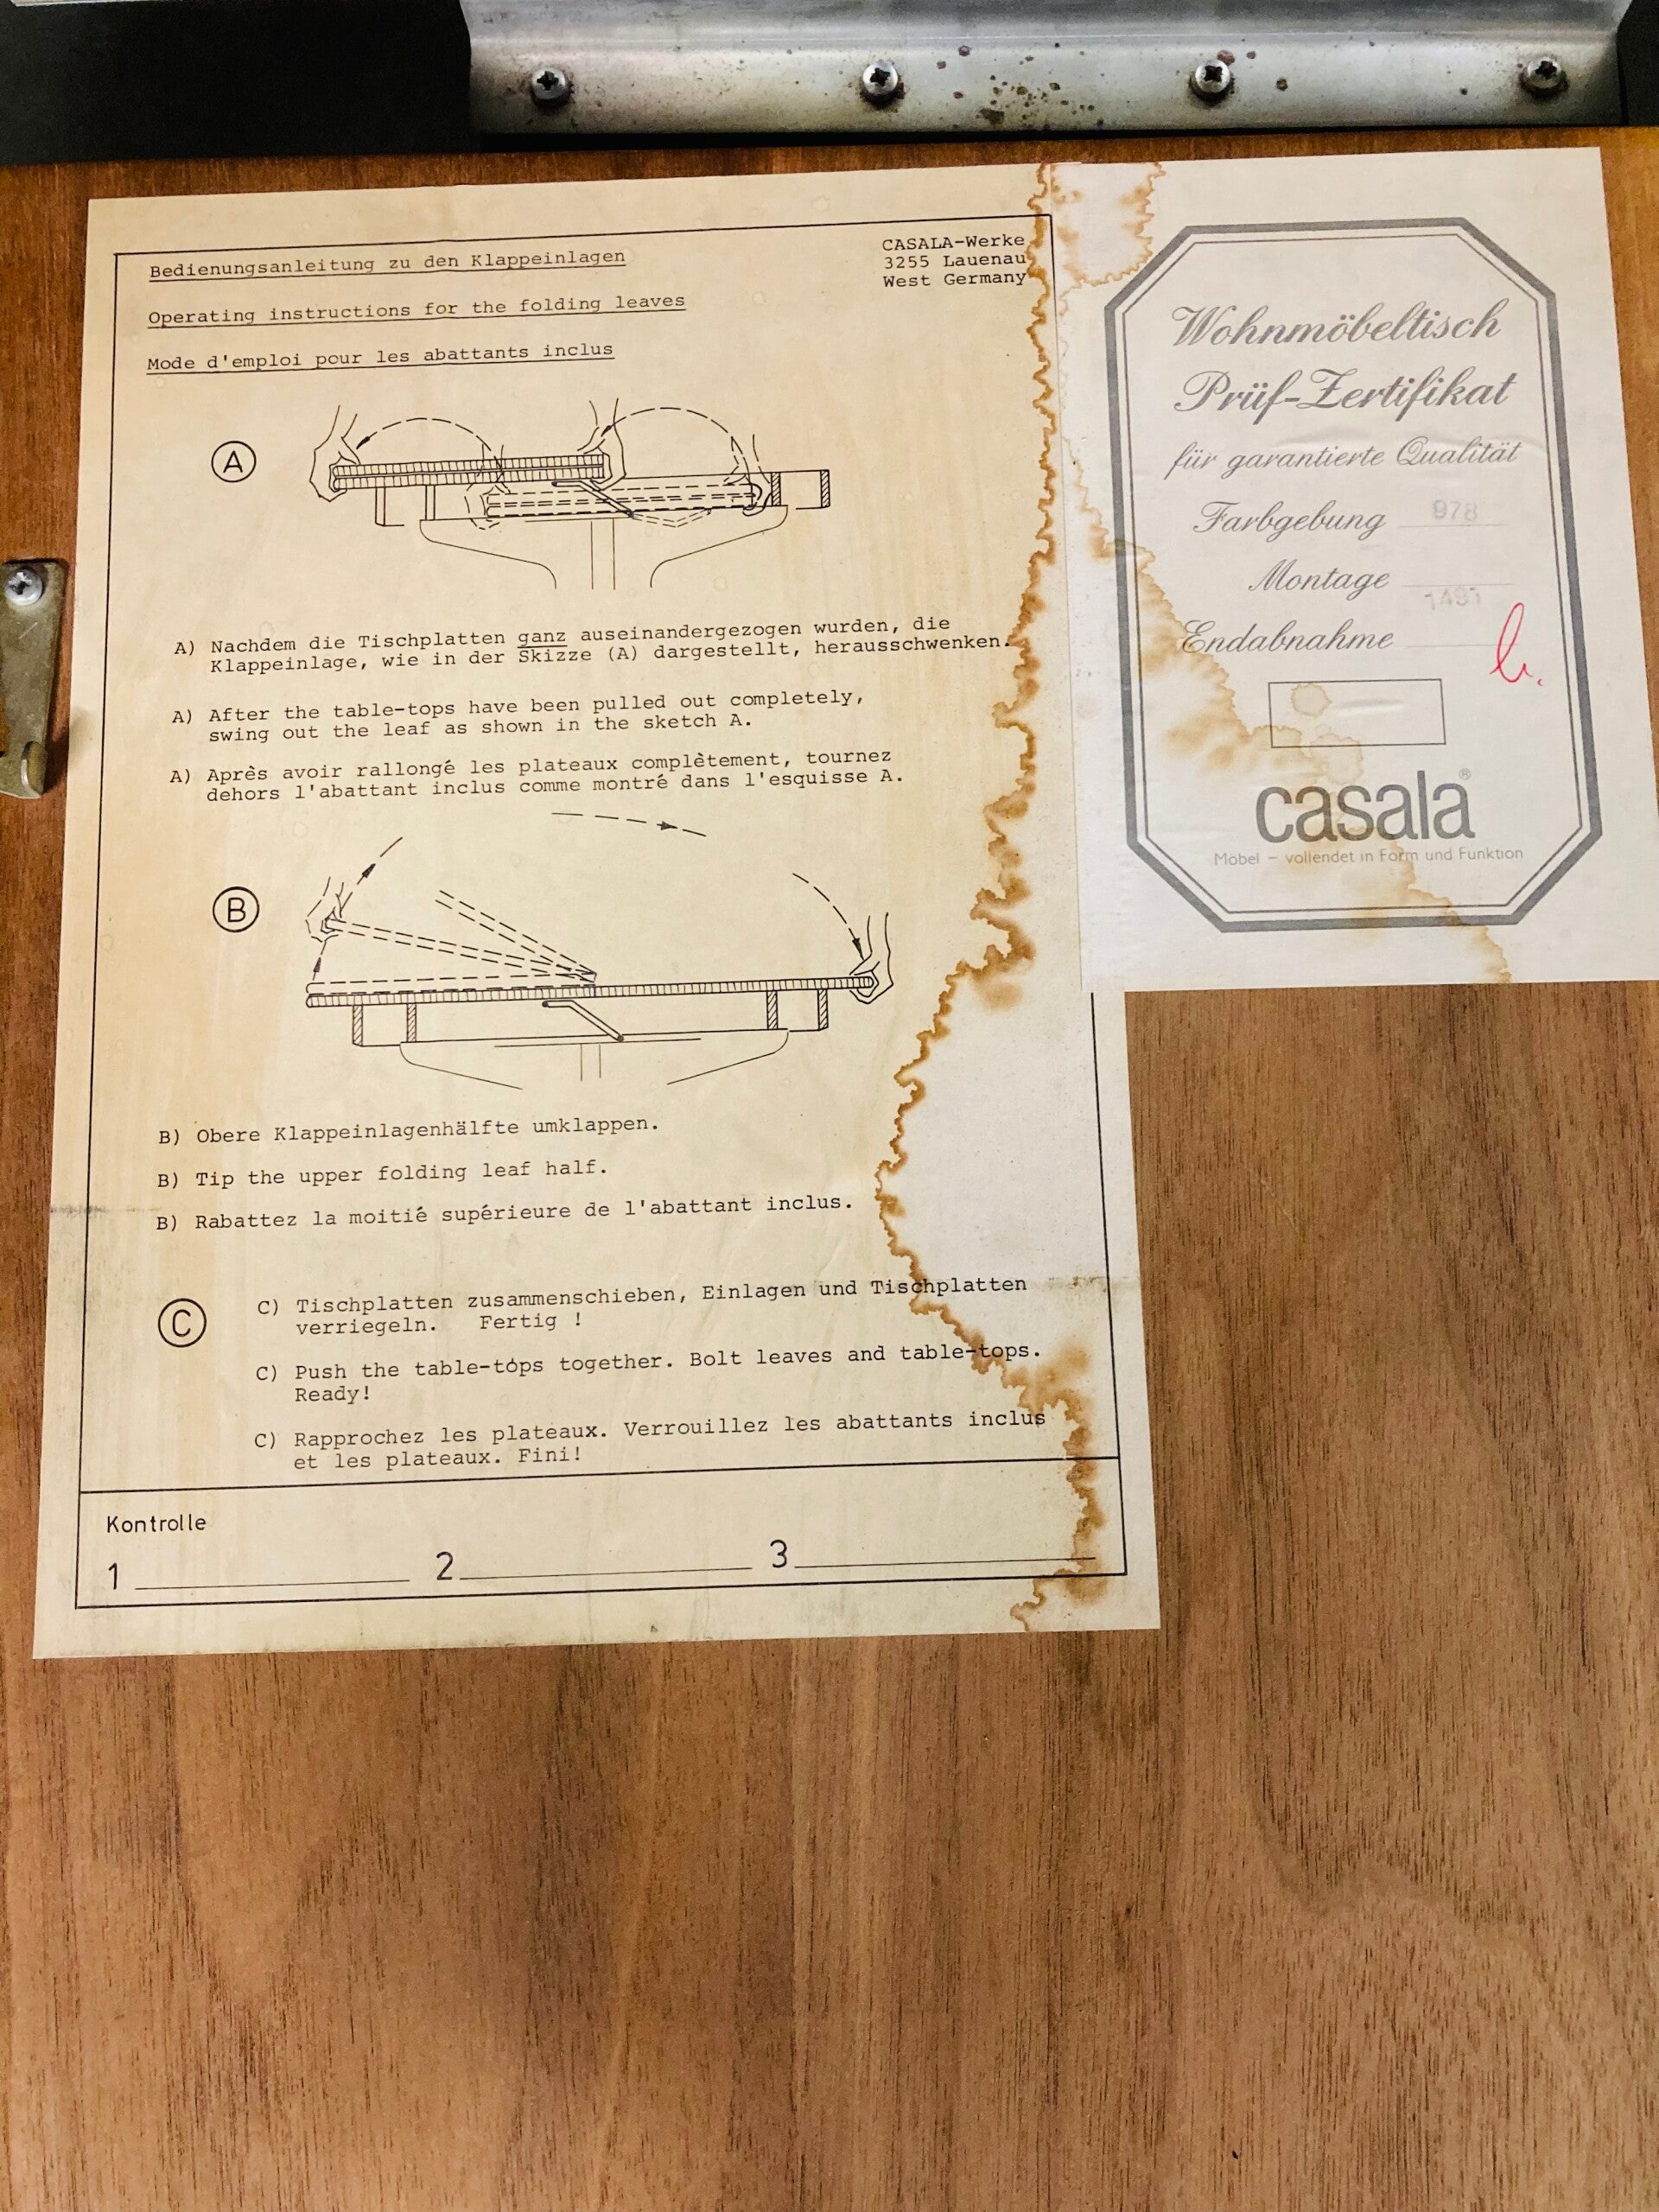 Bedienungsanleitung zu den Klappeinlagen
Operating instructions for the folding leaves
Mode d'emploi pour les abattants inclus
CASALA-Werke
3255 Lauenau
West Germany
A
A) Nachdem die Tischplatten ganz auseinandergezogen wurden, die
Klappeinlage, wie in der Skizze (A) dargestellt, herausschwenken.
A) After the table-tops have been pulled out completely,
swing out the leaf as shown in the sketch A.
A) Après avoir rallongé les plateaux complètement, tournez
dehors l'abattant inclus comme montré dans l'esquisse A.
B
B) Obere Klappeinlagenhälfte umklappen.
B) Tip the upper folding leaf half.
B) Rabattez la moitié supérieure de l'abattant inclus.
C
C) Tischplatten zusammenschieben, Einlagen und Tischplatten
verriegeln. Fertig !
C) Push the table-tops together. Bolt leaves and table-tops.
Ready!
C) Rapprochez les plateaux. Verrouillez les abattants inclus
et les plateaux. Fini!
Kontrolle
1 2 3
Wohnmöbeltisch
Prüf-Zertifikat
für garantierte Qualität
Farbgebung 978
Montage
1491
Endabnahme
casala®
Möbel – vollendet in Form und Funktion